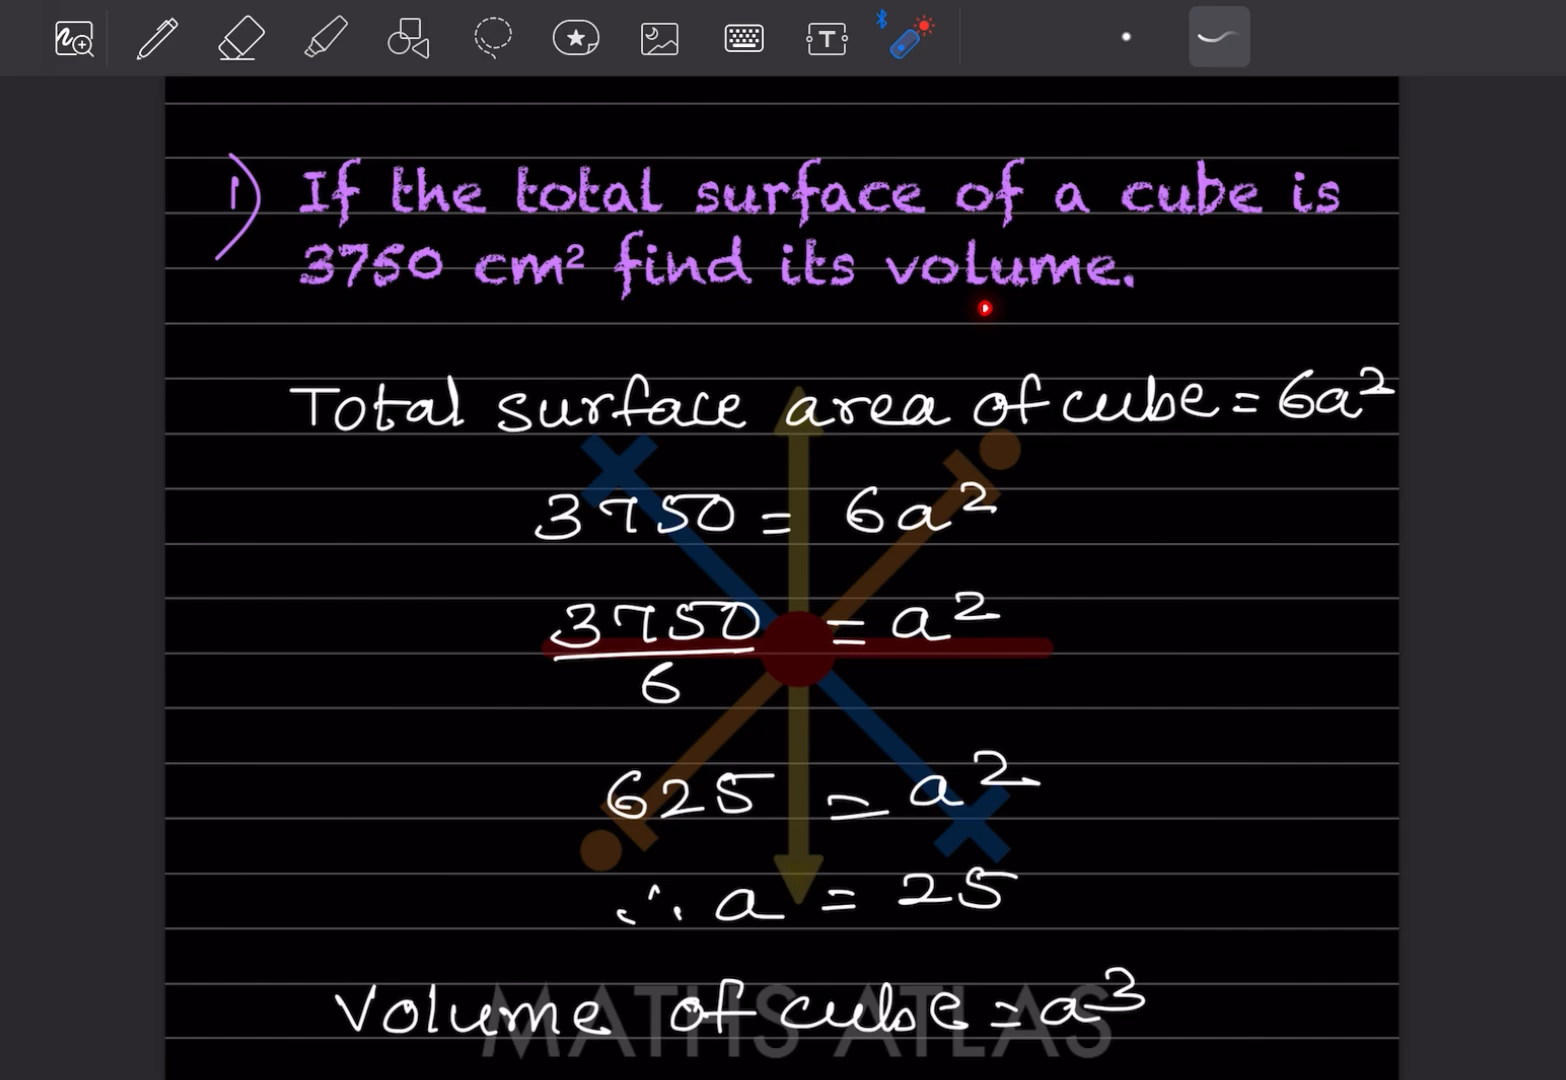 1) If the total surface of a cube is
3750 cm² find its volume.
Total surface area of cube = 6a²
3750 = 6a²
3750/6 = a²
625 = a²
∴ a = 25
Volume of cube = a³
MATHS ATLAS